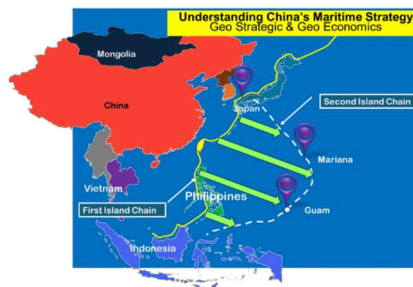 Understanding China's Maritime Strategy
Geo Strategic & Geo Economics
Mongolia
China
Japan
Second Island Chain
Mariana
Vietnam
First Island Chain
Philippines
Guam
Indonesia